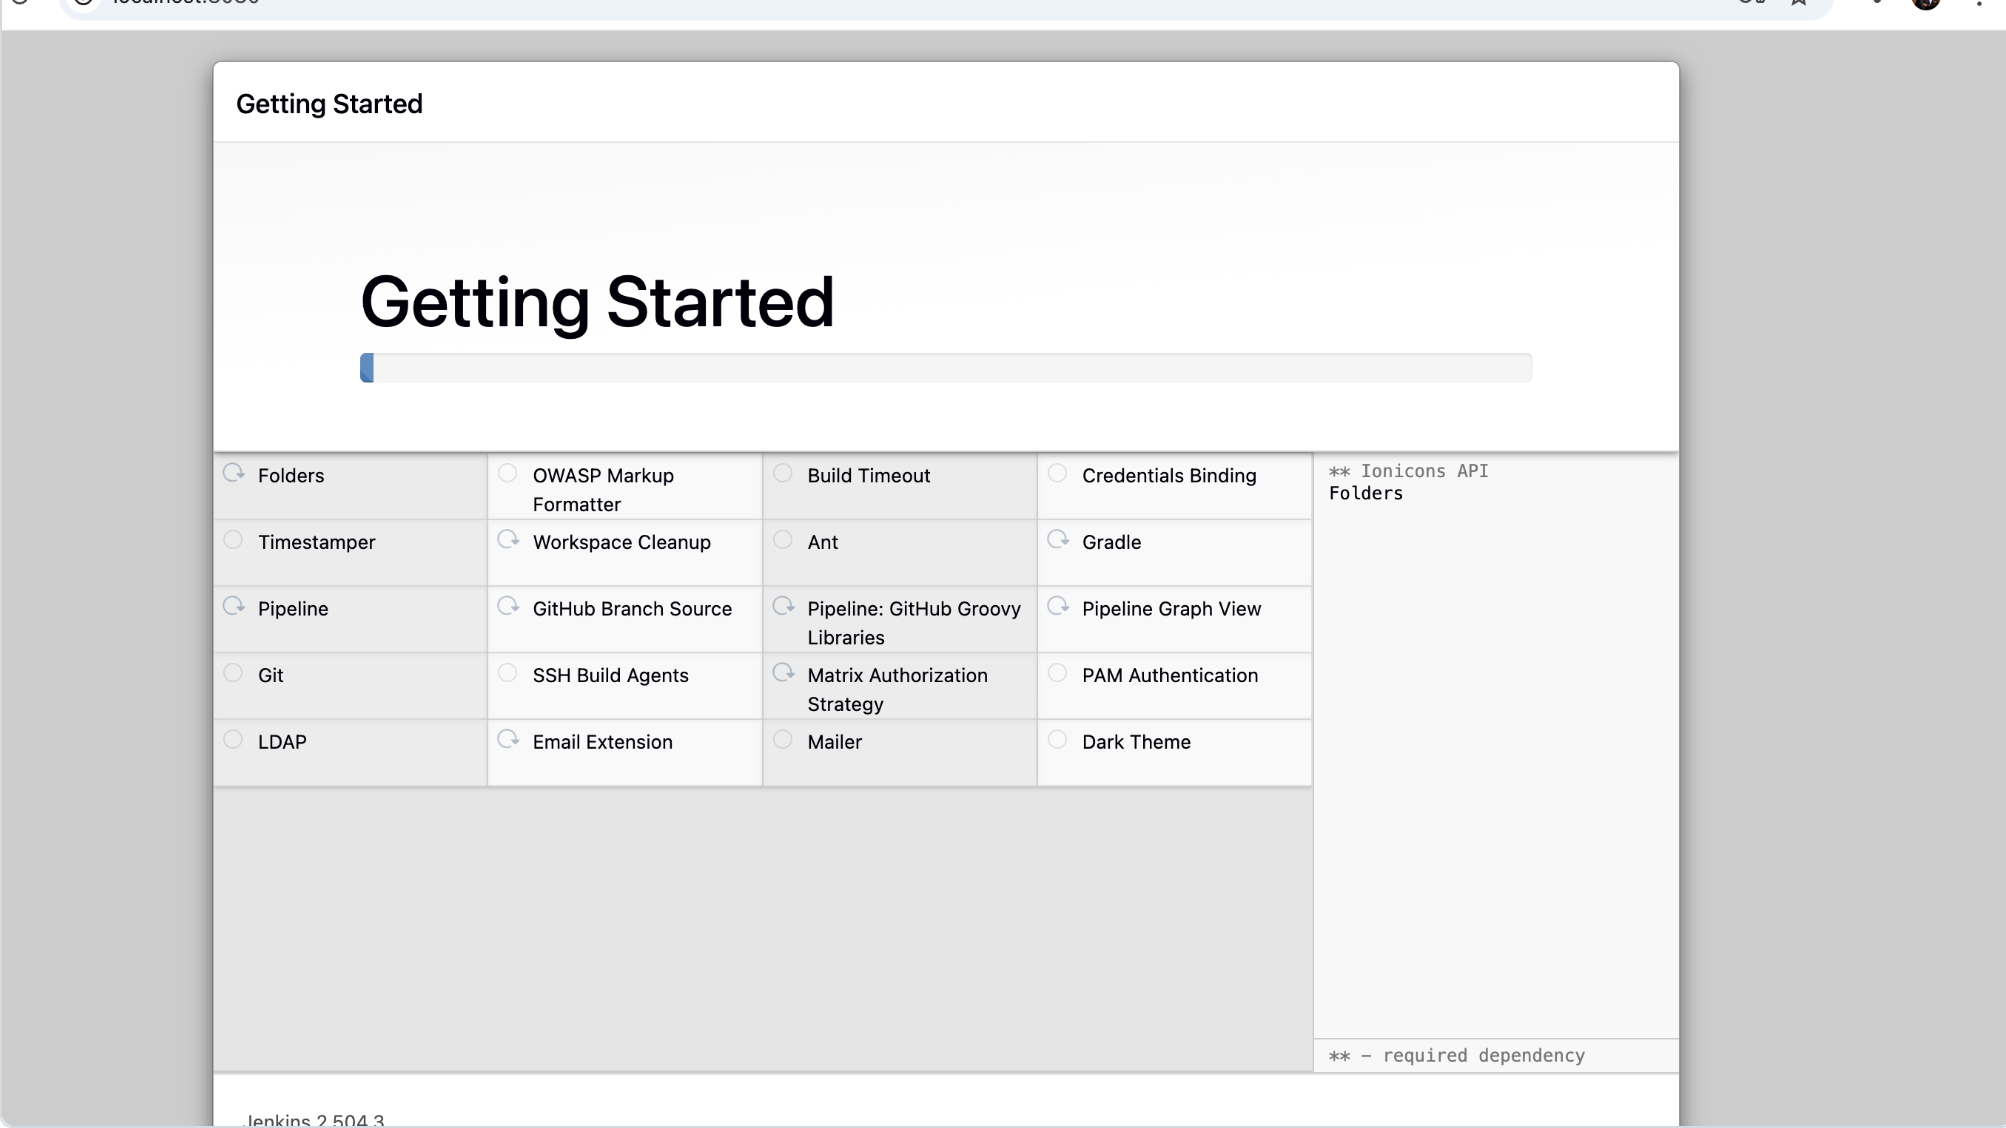 Getting Started
Getting Started
Folders
OWASP Markup
Formatter
Build Timeout
Credentials Binding
** Ionicons API
Folders
Timestamper
Workspace Cleanup
Ant
Gradle
Pipeline
GitHub Branch Source
Pipeline: GitHub Groovy
Libraries
Pipeline Graph View
Git
SSH Build Agents
Matrix Authorization
Strategy
PAM Authentication
LDAP
Email Extension
Mailer
Dark Theme
** - required dependency
Jenkins 2.504.3